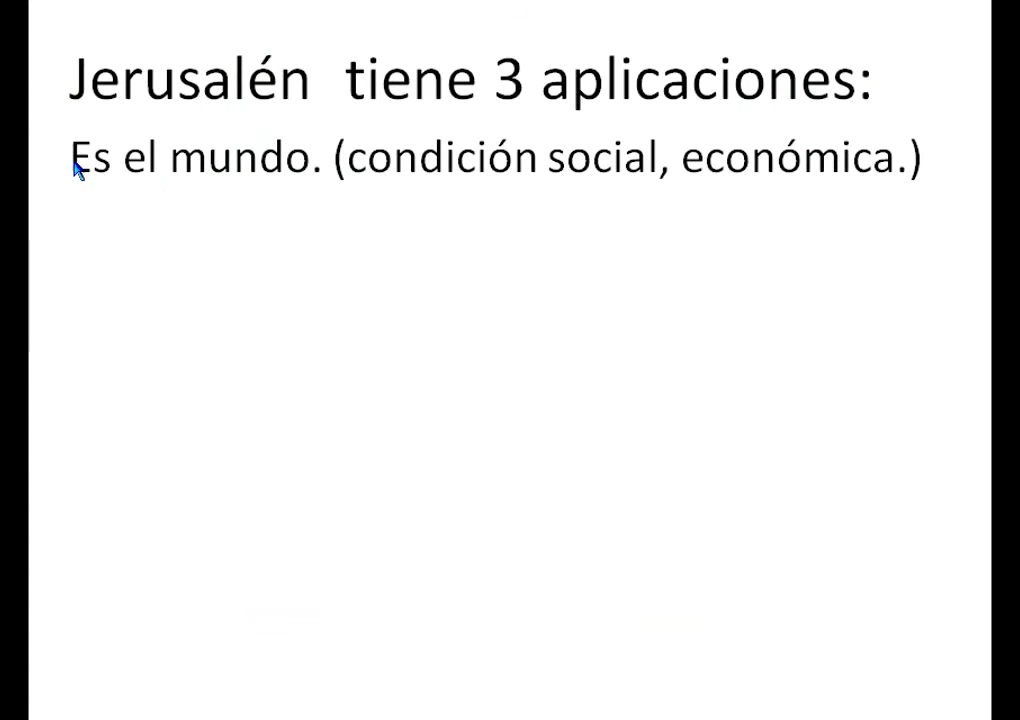 Jerusalén  tiene 3 aplicaciones:
Es el mundo. (condición social, económica.)